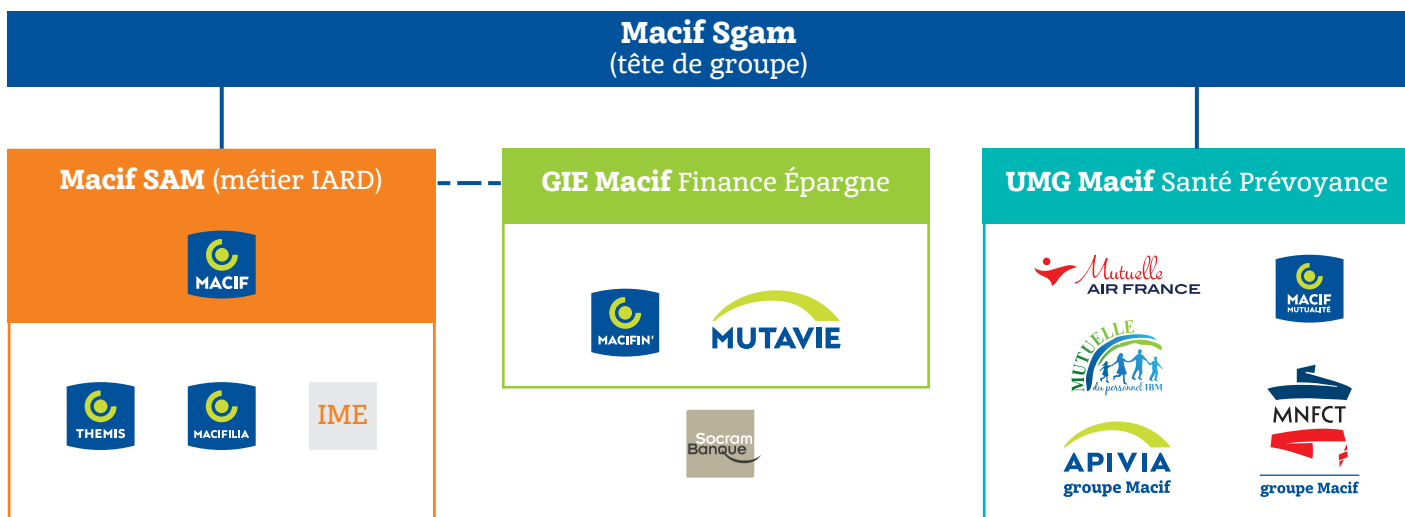 Macif Sgam
(tête de groupe)
Macif SAM (métier IARD)
MACIF
THEMIS
MACIFILIA
IME
GIE Macif Finance Épargne
MACIFIN'
MUTAVIE
Socram
Banque
UMG Macif Santé Prévoyance
Mutuelle
AIR FRANCE
MACIF
MUTUALITÉ
MUTUELLE
du personnel IBM
MNFCT
groupe Macif
APIVIA
groupe Macif